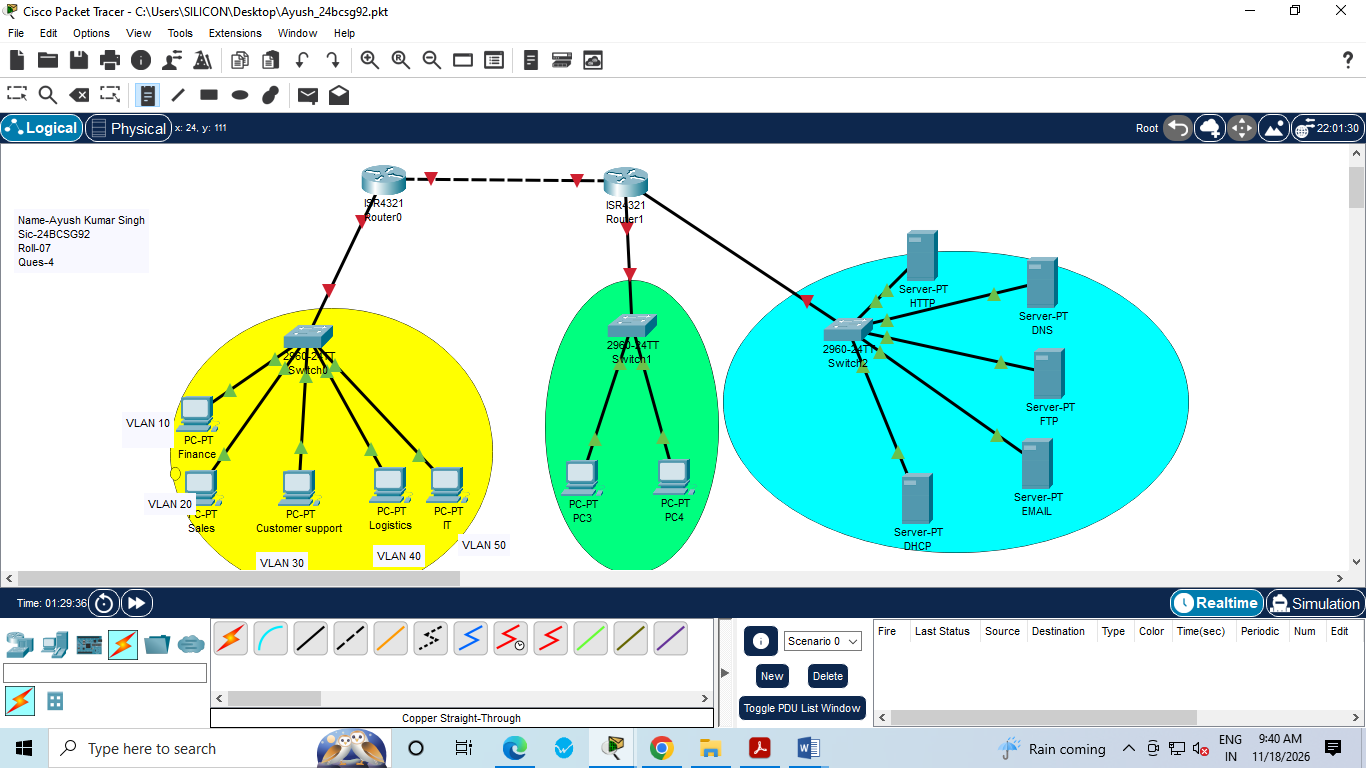 Cisco Packet Tracer - C:\Users\SILICON\Desktop\Ayush_24bcsg92.pkt
File Edit Options View Tools Extensions Window Help
?
Logical Physical x: 24, y: 111 Root 22:01:30
ISR4321
Router0
ISR4321
Router1
Name-Ayush Kumar Singh
Sic-24BCSG92
Roll-07
Ques-4
Server-PT
HTTP
Server-PT
DNS
2960-24TT
Switch0
2960-24TT
Switch1
2960-24TT
Switch2
Server-PT
FTP
VLAN 10
PC-PT
Finance
VLAN 20
PC-PT
Sales
PC-PT
Customer support
PC-PT
Logistics
PC-PT
IT
PC-PT
PC3
PC-PT
PC4
Server-PT
EMAIL
Server-PT
DHCP
VLAN 30
VLAN 40
VLAN 50
Time: 01:29:36 Realtime Simulation
Scenario 0
New Delete
Toggle PDU List Window
Fire Last Status Source Destination Type Color Time(sec) Periodic Num Edit
Copper Straight-Through
Type here to search
Rain coming
ENG
IN
9:40 AM
11/18/2026